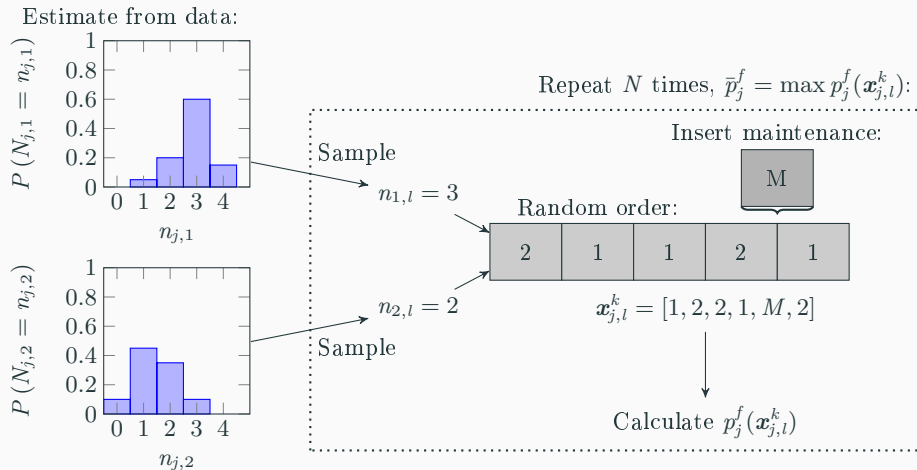 Estimate from data:
P (N_{j,1} = n_{j,1})
1
0.8
0.6
0.4
0.2
0
0 1 2 3 4
n_{j,1}
P (N_{j,2} = n_{j,2})
1
0.8
0.6
0.4
0.2
0
0 1 2 3 4
n_{j,2}
Repeat N times, p̄_j^f = max p_j^f(x_{j,l}^k):
Sample
n_{1,l} = 3
Sample
n_{2,l} = 2
Insert maintenance:
M
Random order:
2 1 1 2 1
x_{j,l}^k = [1, 2, 2, 1, M, 2]
Calculate p_j^f(x_{j,l}^k)